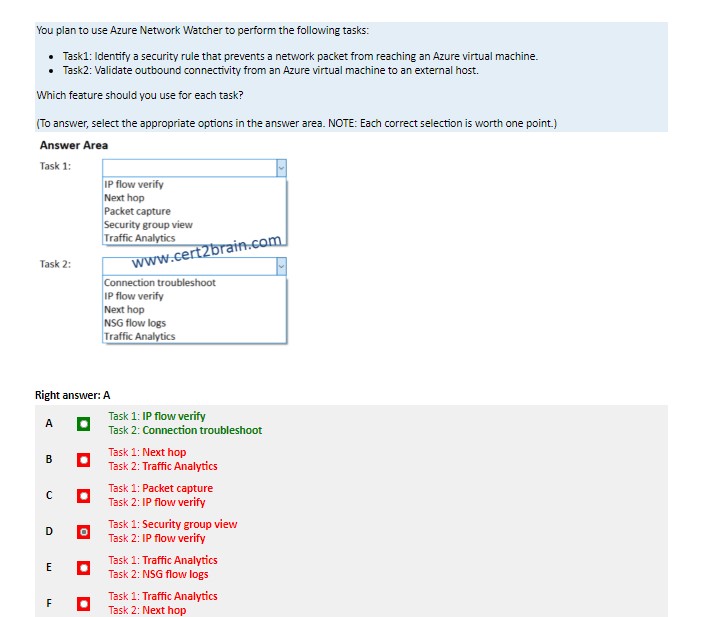 You plan to use Azure Network Watcher to perform the following tasks:
• Task1: Identify a security rule that prevents a network packet from reaching an Azure virtual machine.
• Task2: Validate outbound connectivity from an Azure virtual machine to an external host.
Which feature should you use for each task?
(To answer, select the appropriate options in the answer area. NOTE: Each correct selection is worth one point.)
Answer Area
Task 1:
IP flow verify
Next hop
Packet capture
Security group view
Traffic Analytics
www.cert2brain.com
Task 2:
Connection troubleshoot
IP flow verify
Next hop
NSG flow logs
Traffic Analytics
Right answer: A
A
Task 1: IP flow verify
Task 2: Connection troubleshoot
B
Task 1: Next hop
Task 2: Traffic Analytics
C
Task 1: Packet capture
Task 2: IP flow verify
D
Task 1: Security group view
Task 2: IP flow verify
E
Task 1: Traffic Analytics
Task 2: NSG flow logs
F
Task 1: Traffic Analytics
Task 2: Next hop